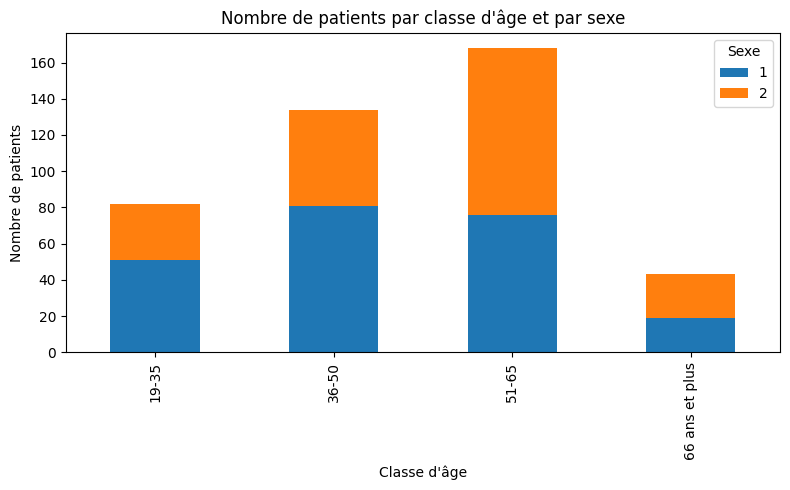 Nombre de patients par classe d'âge et par sexe
Sexe
1
2
Nombre de patients
160
140
120
100
80
60
40
20
0
19-35
36-50
51-65
66 ans et plus
Classe d'âge